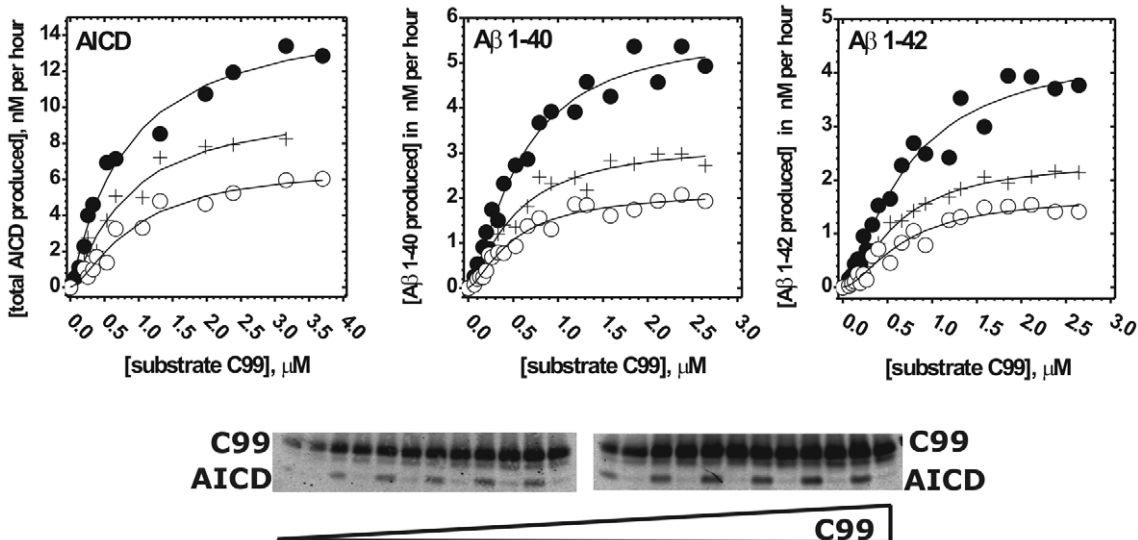 AICD
[total AICD produced], nM per hour
14
12
10
8
6
4
2
0
0.0 0.5 1.0 1.5 2.0 2.5 3.0 3.5 4.0
[substrate C99], μM
Aβ 1-40
[Aβ 1-40 produced] in nM per hour
6
5
4
3
2
1
0
0.0 0.5 1.0 1.5 2.0 3.0
[substrate C99], μM
Aβ 1-42
[Aβ 1-42 produced] in nM per hour
5
4
3
2
1
0
0.0 0.5 1.0 1.5 2.0 2.5 3.0
[substrate C99], μM
C99 C99
AICD AICD
C99